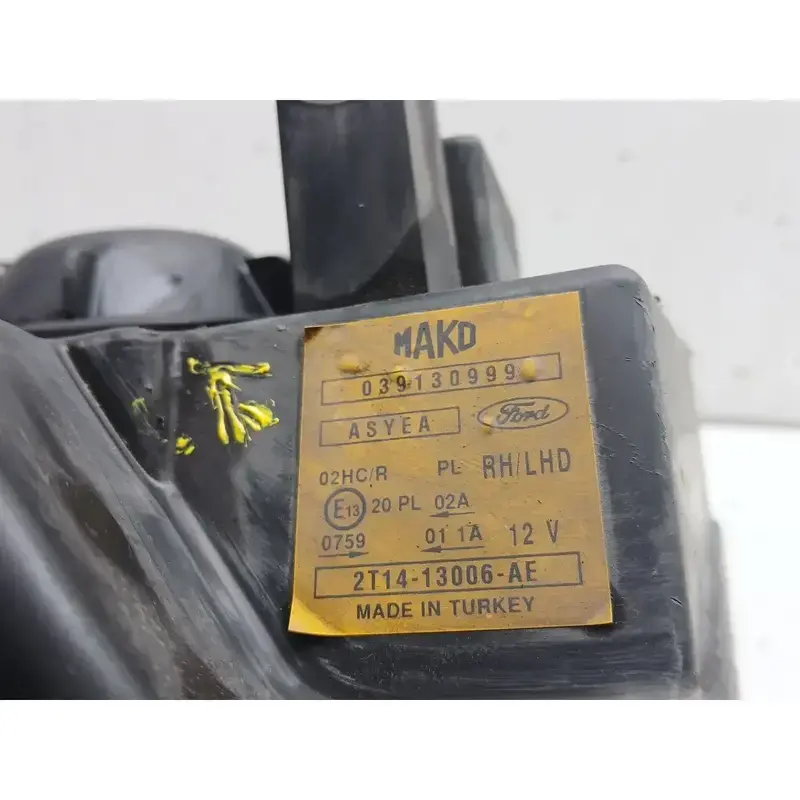 MAKO
039130999
ASYEA Ford
02HC/R PL RH/LHD
E13 20 PL 02A
0759 01 1A 12 V
2T14-13006-AE
MADE IN TURKEY